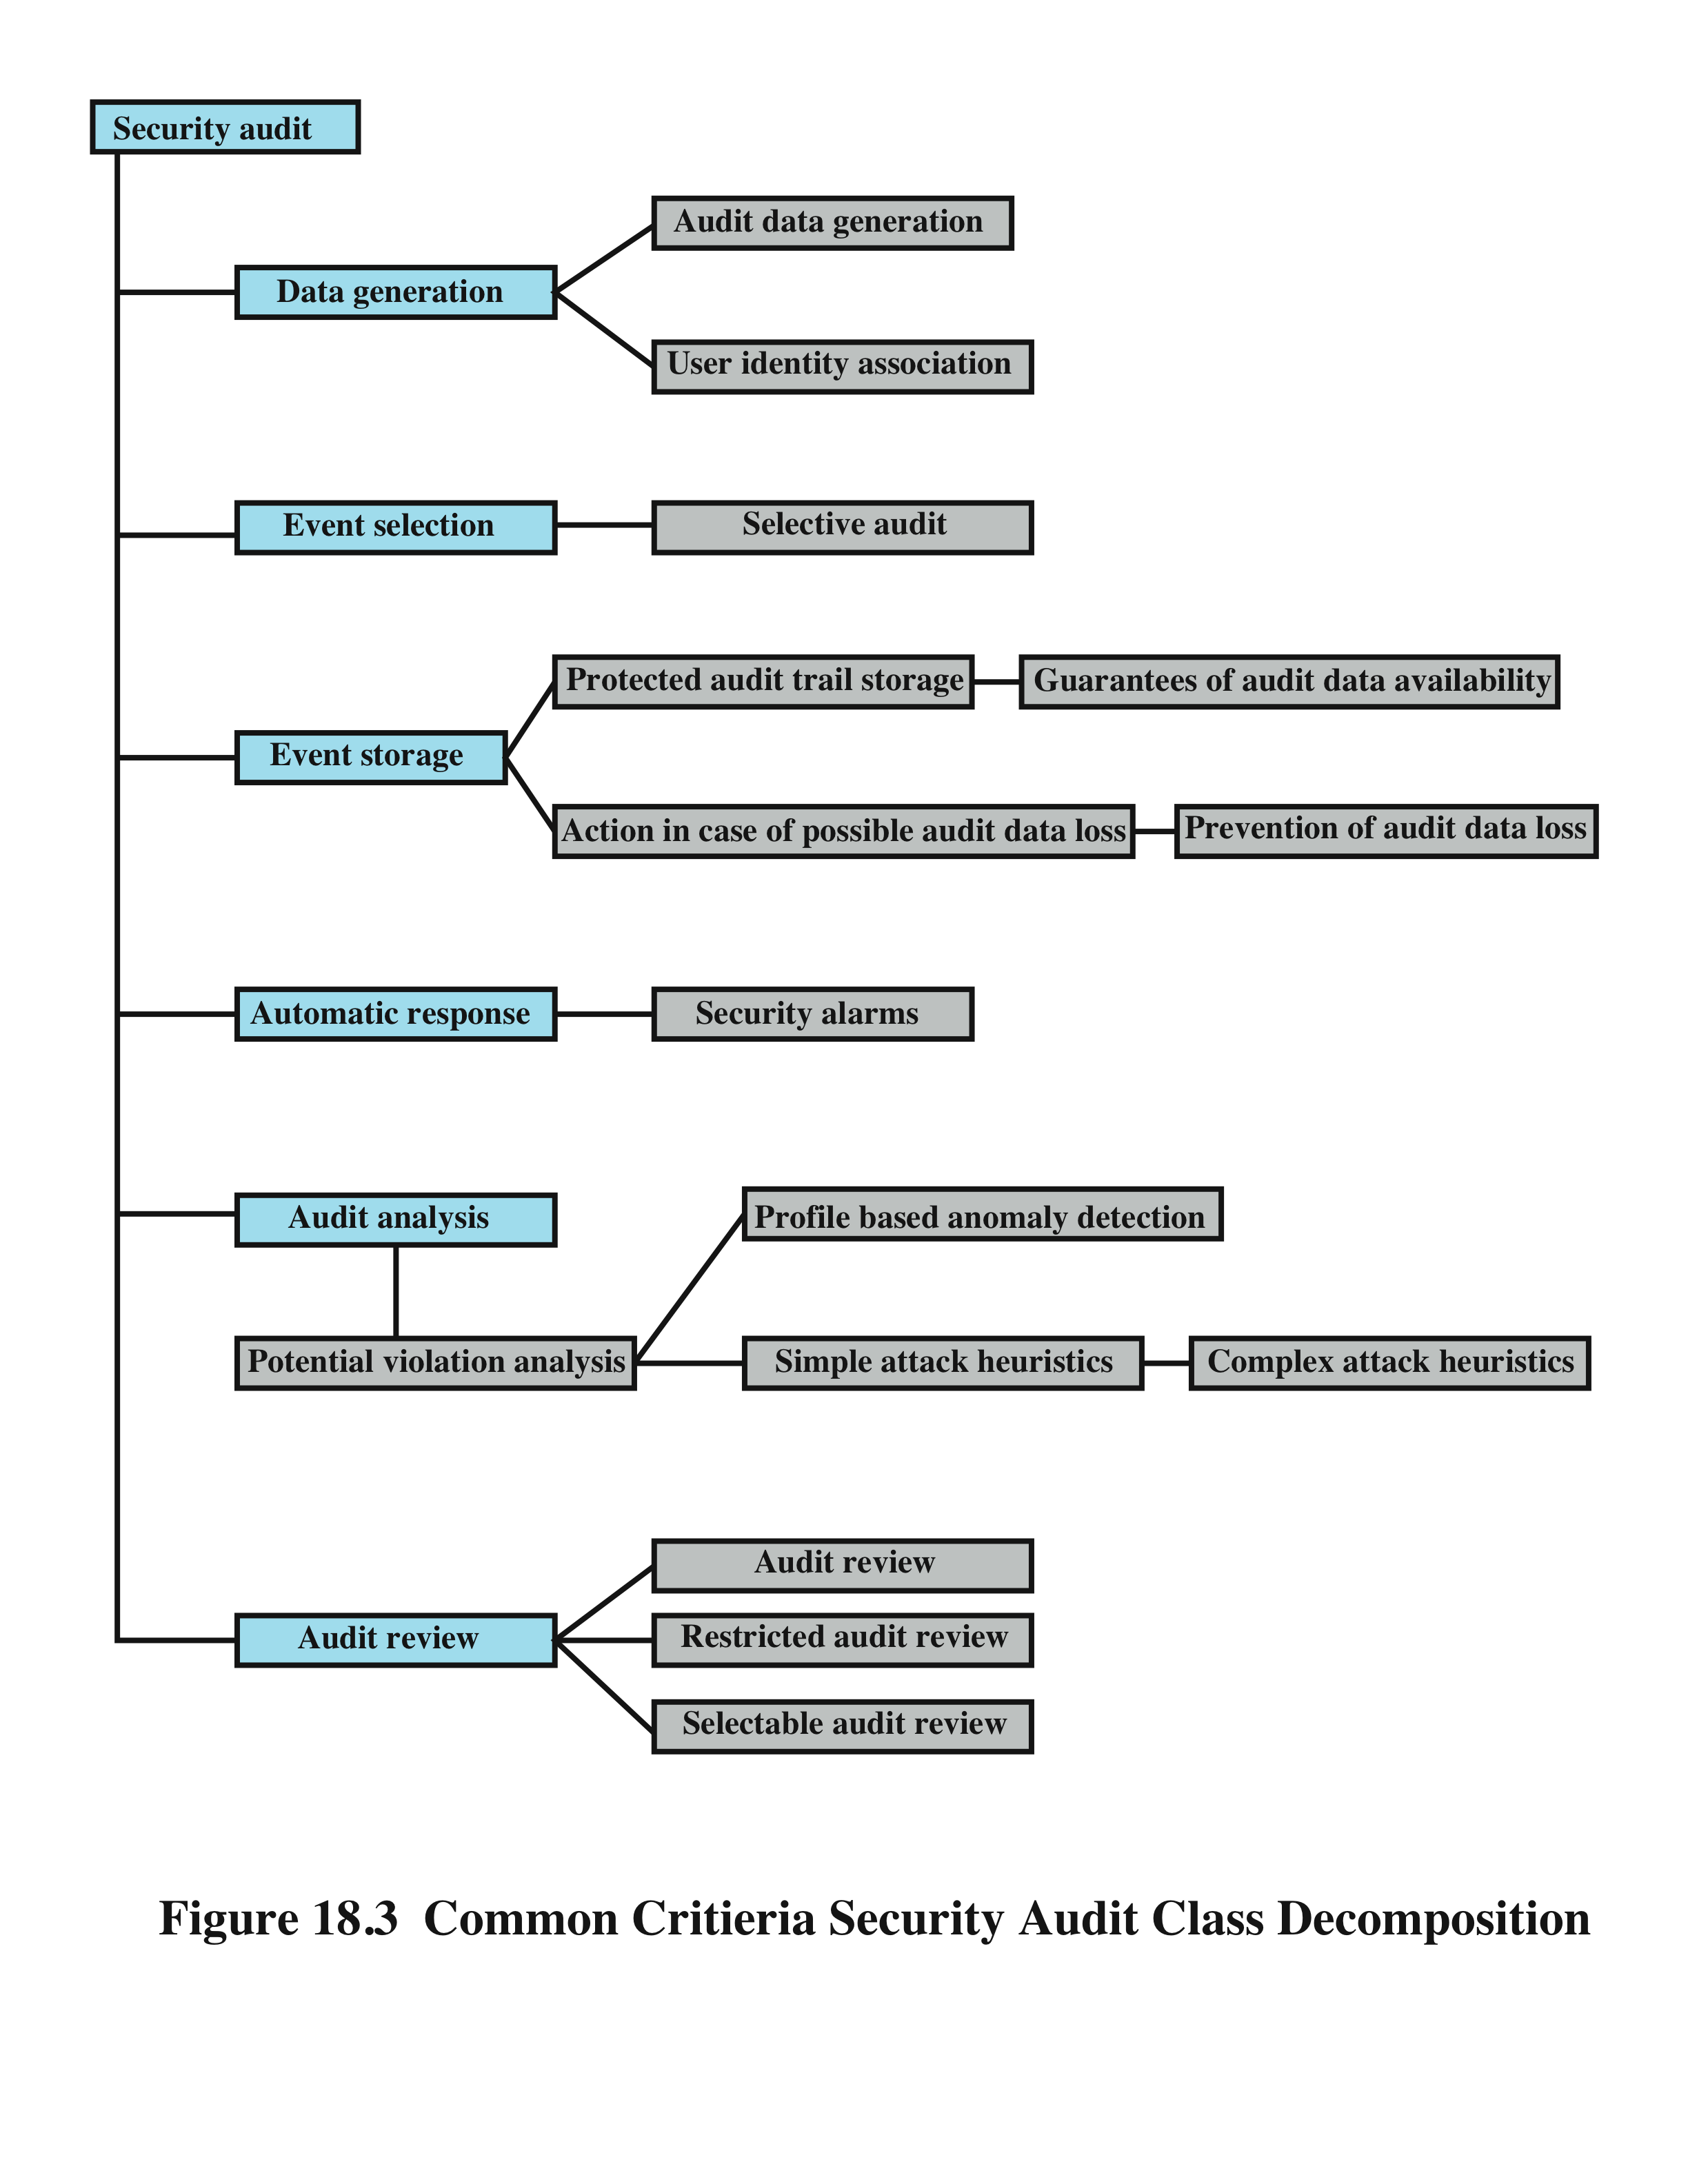 Security audit
Audit data generation
Data generation
User identity association
Event selection
Selective audit
Protected audit trail storage
Guarantees of audit data availability
Event storage
Action in case of possible audit data loss
Prevention of audit data loss
Automatic response
Security alarms
Audit analysis
Profile based anomaly detection
Potential violation analysis
Simple attack heuristics
Complex attack heuristics
Audit review
Audit review
Restricted audit review
Selectable audit review
Figure 18.3 Common Critieria Security Audit Class Decomposition